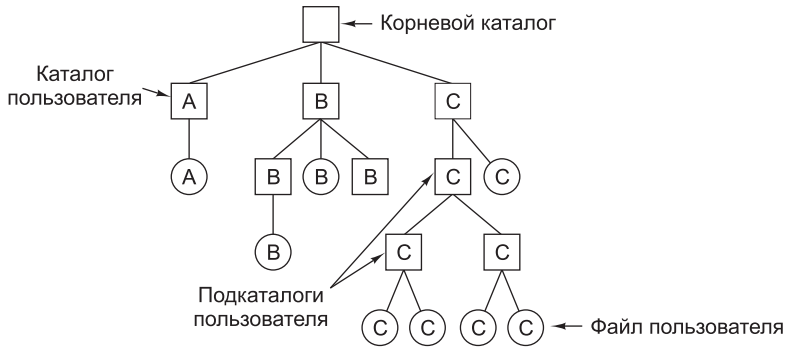 Корневой каталог
Каталог
пользователя
A B C
A B B B C C
B C C
Подкаталоги
пользователя
C C C C
Файл пользователя